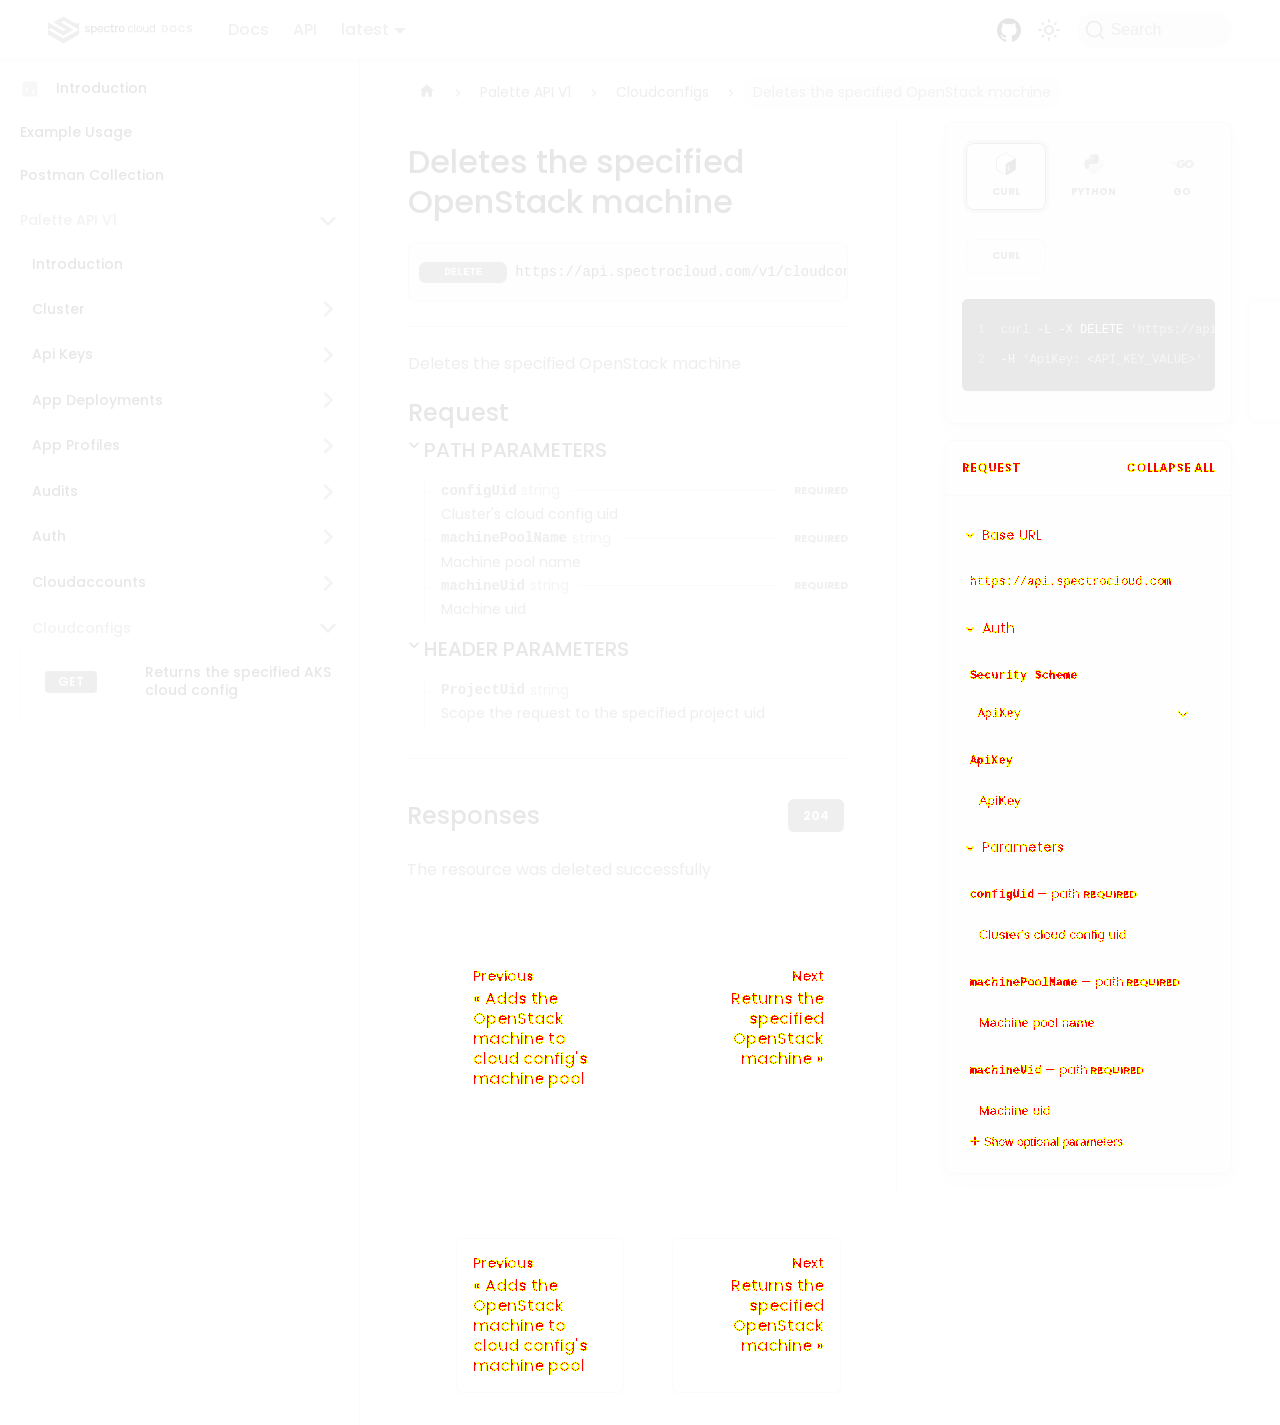 spectro cloud DOCS
Docs
API
latest
Search
Introduction
Example Usage
Postman Collection
Palette API V1
Introduction
Cluster
Api Keys
App Deployments
App Profiles
Audits
Auth
Cloudaccounts
Cloudconfigs
GET
Returns the specified AKS
cloud config
Palette API V1
Cloudconfigs
Deletes the specified OpenStack machine
Deletes the specified
OpenStack machine
DELETE https://api.spectrocloud.com/v1/cloudcon
Deletes the specified OpenStack machine
Request
PATH PARAMETERS
configUid string REQUIRED
Cluster's cloud config uid
machinePoolName string REQUIRED
Machine pool name
machineUid string REQUIRED
Machine uid
HEADER PARAMETERS
ProjectUid string
Scope the request to the specified project uid
Responses
204
The resource was deleted successfully
Previous
« Adds the
OpenStack
machine to
cloud config's
machine pool
Next
Returns the
specified
OpenStack
machine »
Previous
« Adds the
OpenStack
machine to
cloud config's
machine pool
Next
Returns the
specified
OpenStack
machine »
CURL
PYTHON
GO
CURL
1 curl -L -X DELETE 'https://api
2 -H 'ApiKey: <API_KEY_VALUE>'
REQUEST
COLLAPSE ALL
Base URL
https://api.spectrocloud.com
Auth
Security Scheme
ApiKey
ApiKey
ApiKey
Parameters
configUid — path REQUIRED
Cluster's cloud config uid
machinePoolName — path REQUIRED
Machine pool name
machineUid — path REQUIRED
Machine uid
Show optional parameters